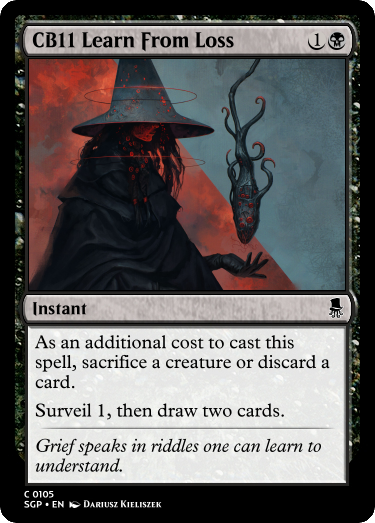 CB11 Learn From Loss 1
Instant
As an additional cost to cast this
spell, sacrifice a creature or discard a
card.
Surveil 1, then draw two cards.
Grief speaks in riddles one can learn to
understand.
C 0105
SGP • EN Dariusz Kieliszek